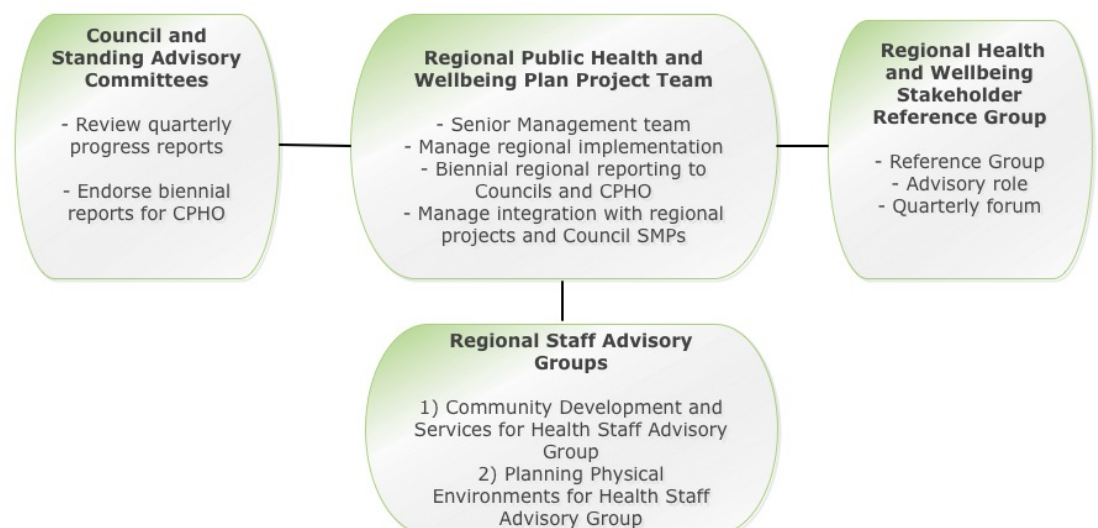 Council and
Standing Advisory
Committees
- Review quarterly
progress reports
- Endorse biennial
reports for CPHO
Regional Public Health and
Wellbeing Plan Project Team
- Senior Management team
- Manage regional implementation
- Biennial regional reporting to
Councils and CPHO
- Manage integration with regional
projects and Council SMPs
Regional Health
and Wellbeing
Stakeholder
Reference Group
- Reference Group
- Advisory role
- Quarterly forum
Regional Staff Advisory
Groups
1) Community Development and
Services for Health Staff Advisory
Group
2) Planning Physical
Environments for Health Staff
Advisory Group